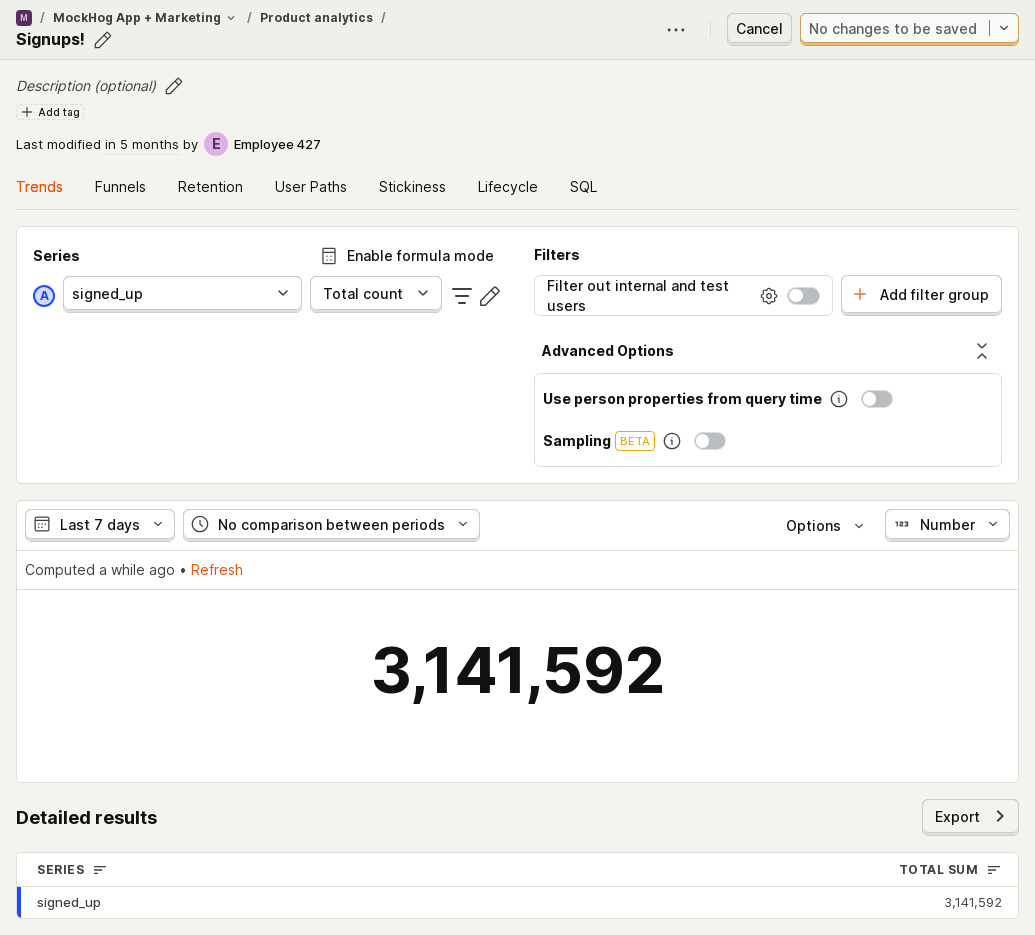 M / MockHog App + Marketing / Product analytics /
Signups!
Cancel
No changes to be saved
Description (optional)
Add tag
Last modified in 5 months by E Employee 427
Trends Funnels Retention User Paths Stickiness Lifecycle SQL
Series
Enable formula mode
A signed_up
Total count
Filters
Filter out internal and test
users
Add filter group
Advanced Options
Use person properties from query time
Sampling BETA
Last 7 days
No comparison between periods
Options
123 Number
Computed a while ago • Refresh
3,141,592
Detailed results
Export
SERIES TOTAL SUM
signed_up 3,141,592